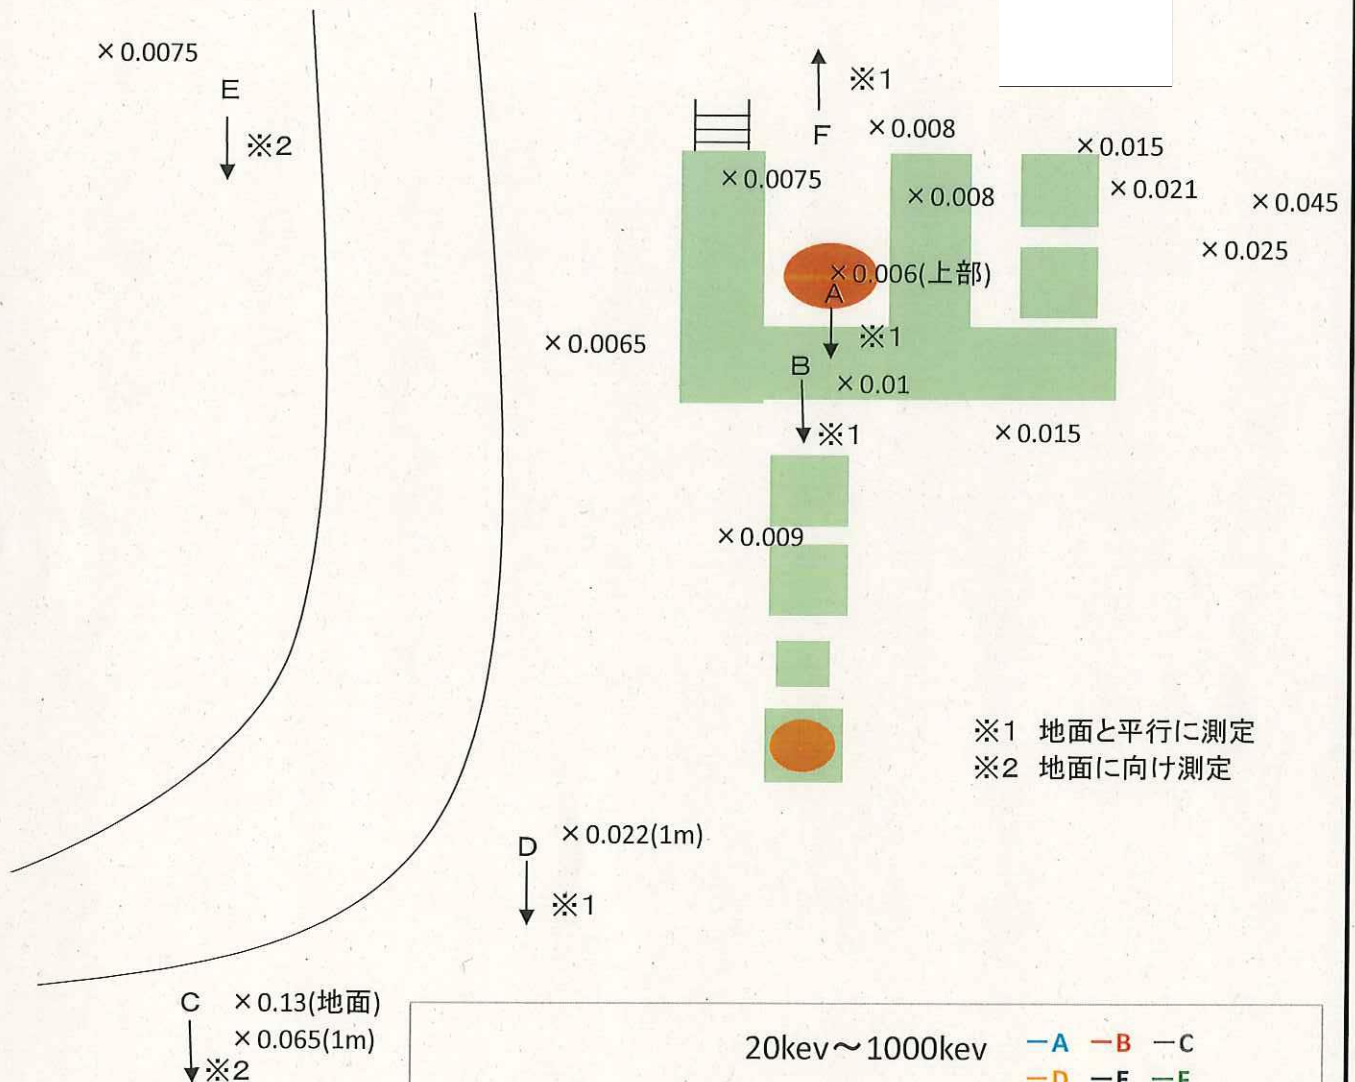 ×0.0075
E
※2
※1
F
×0.008
×0.015
×0.0075
×0.008
×0.021
×0.045
×0.025
×0.006(上部)
A
※1
×0.0065
B
×0.01
※1
×0.015
×0.009
※1 地面と平行に測定
※2 地面に向け測定
×0.022(1m)
D
※1
C ×0.13(地面)
×0.065(1m)
※2
20kev～1000kev
A B C
D E F